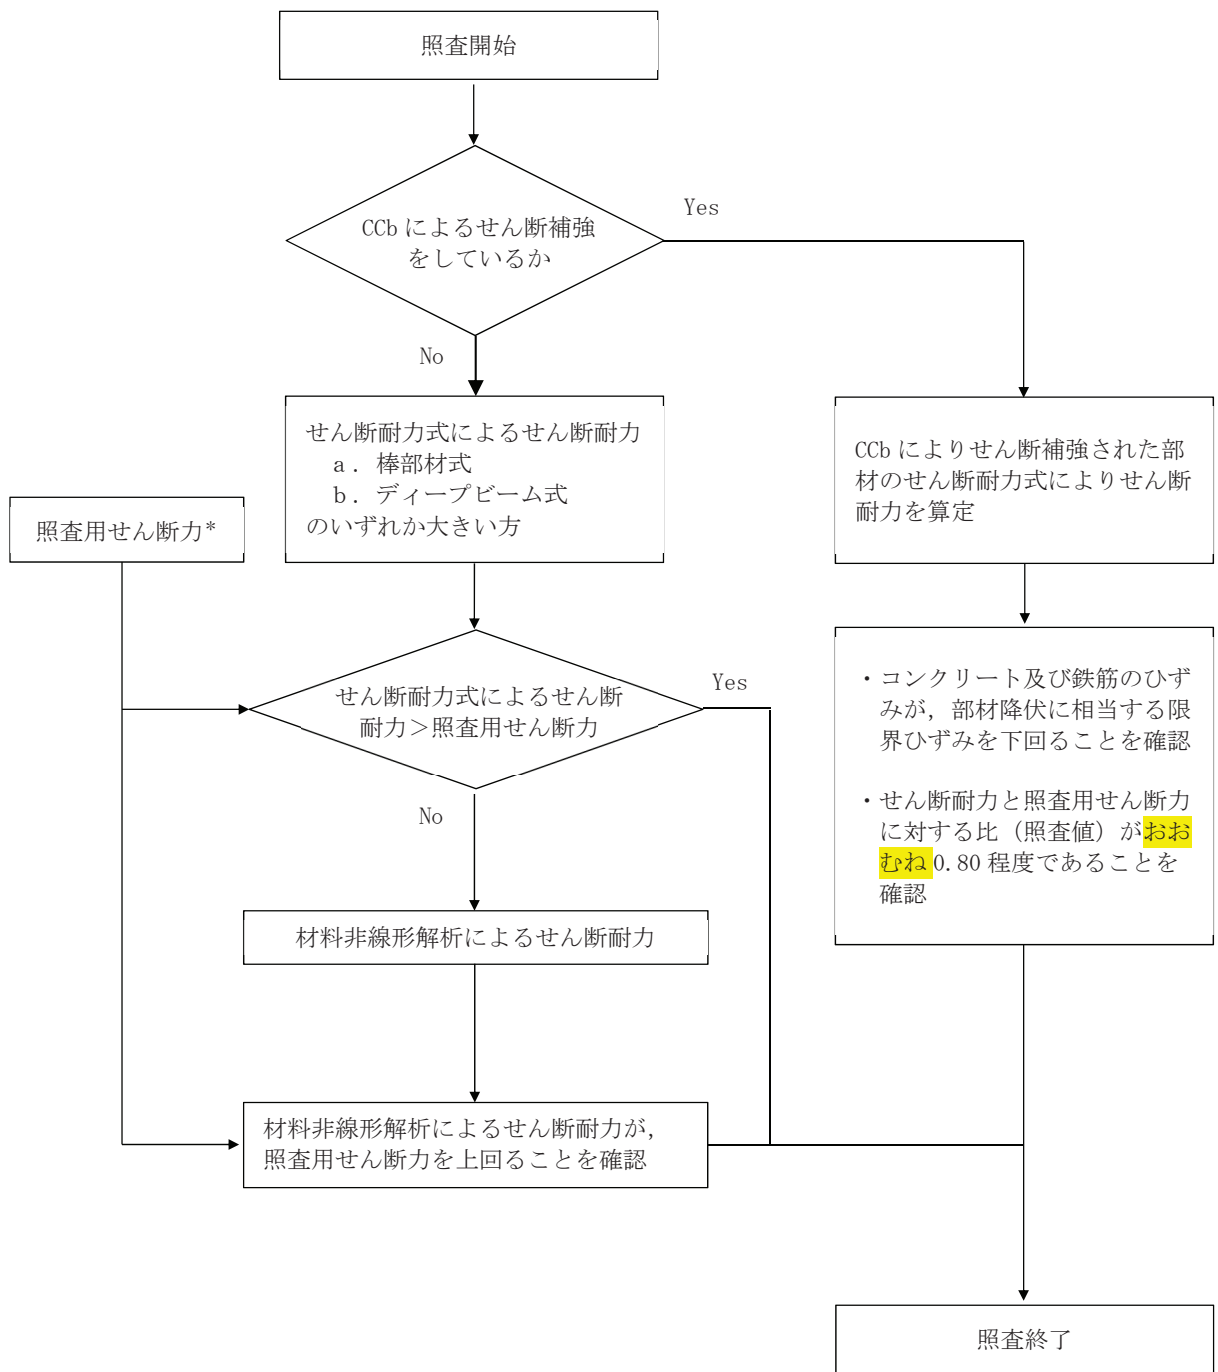 照査開始
CCbによるせん断補強
をしているか
Yes
No
せん断耐力式によるせん断耐力
a.棒部材式
b.ディープビーム式
のいずれか大きい方
CCbによりせん断補強された部
材のせん断耐力式によりせん断
耐力を算定
照査用せん断力*
せん断耐力式によるせん断
耐力>照査用せん断力
Yes
No
・コンクリート及び鉄筋のひず
みが,部材降伏に相当する限
界ひずみを下回ることを確認
・せん断耐力と照査用せん断力
に対する比(照査値)がおお
むね0.80程度であることを
確認
材料非線形解析によるせん断耐力
材料非線形解析によるせん断耐力が,
照査用せん断力を上回ることを確認
照査終了